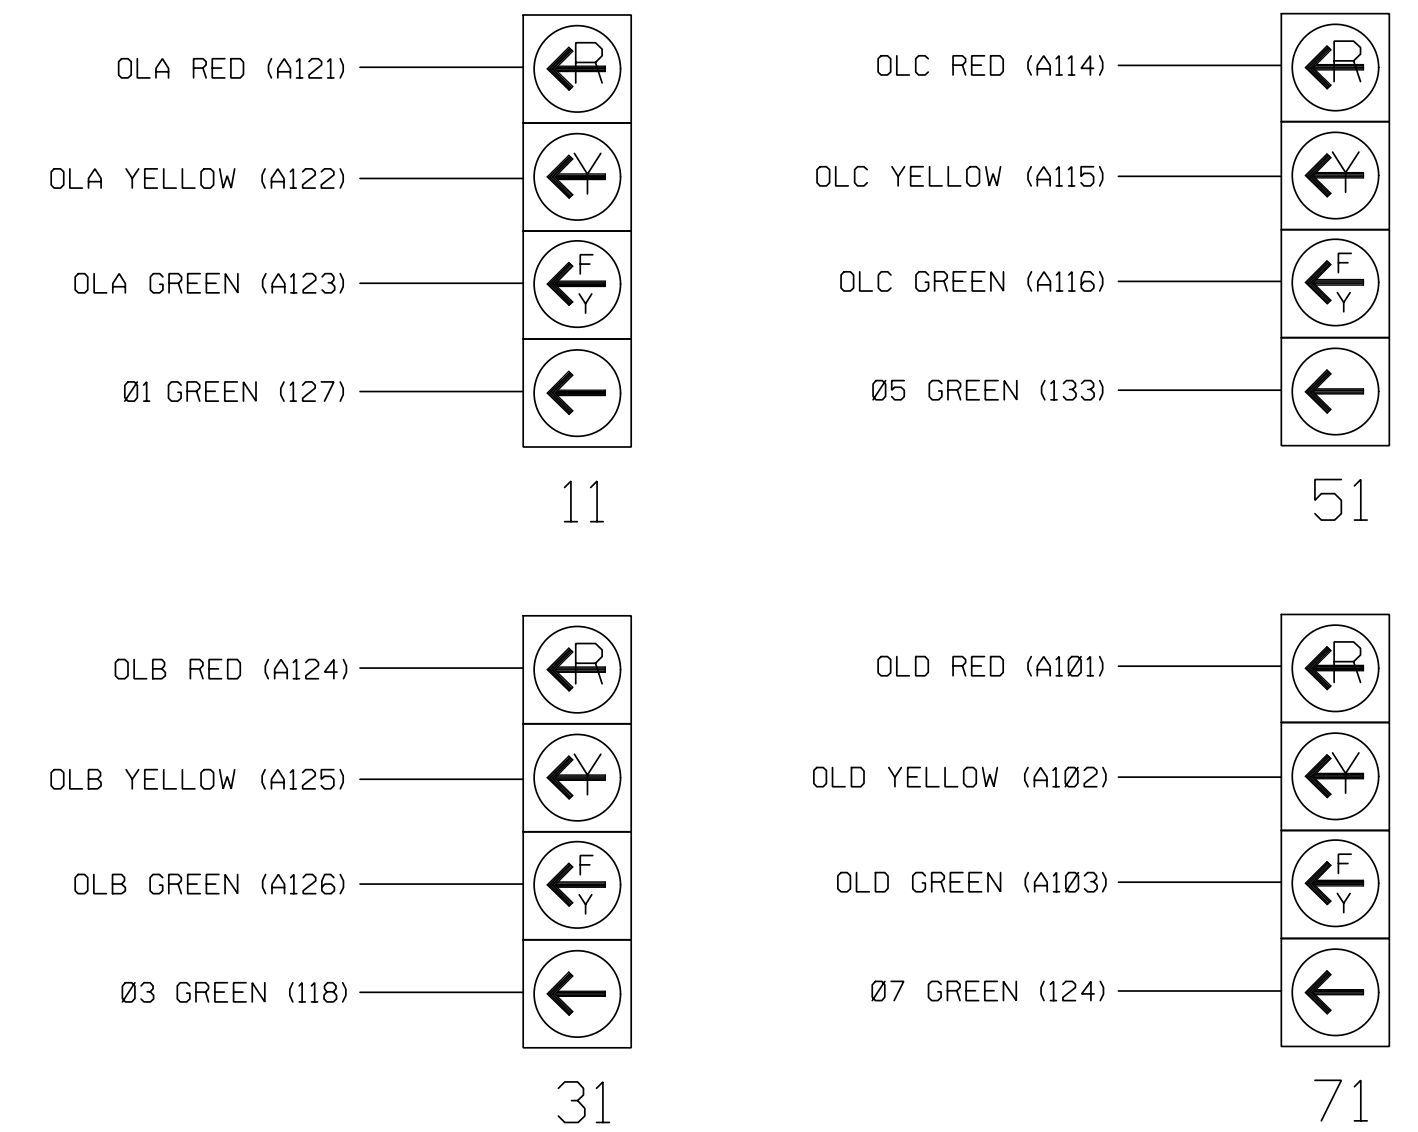 OLA RED (A121)
R
OLA YELLOW (A122)
Y
OLA GREEN (A123)
F
Y
Ø1 GREEN (127)
11
OLC RED (A114)
R
OLC YELLOW (A115)
Y
OLC GREEN (A116)
F
Y
Ø5 GREEN (133)
51
OLB RED (A124)
R
OLB YELLOW (A125)
Y
OLB GREEN (A126)
F
Y
Ø3 GREEN (118)
31
OLD RED (A1Ø1)
R
OLD YELLOW (A1Ø2)
Y
OLD GREEN (A1Ø3)
F
Y
Ø7 GREEN (124)
71